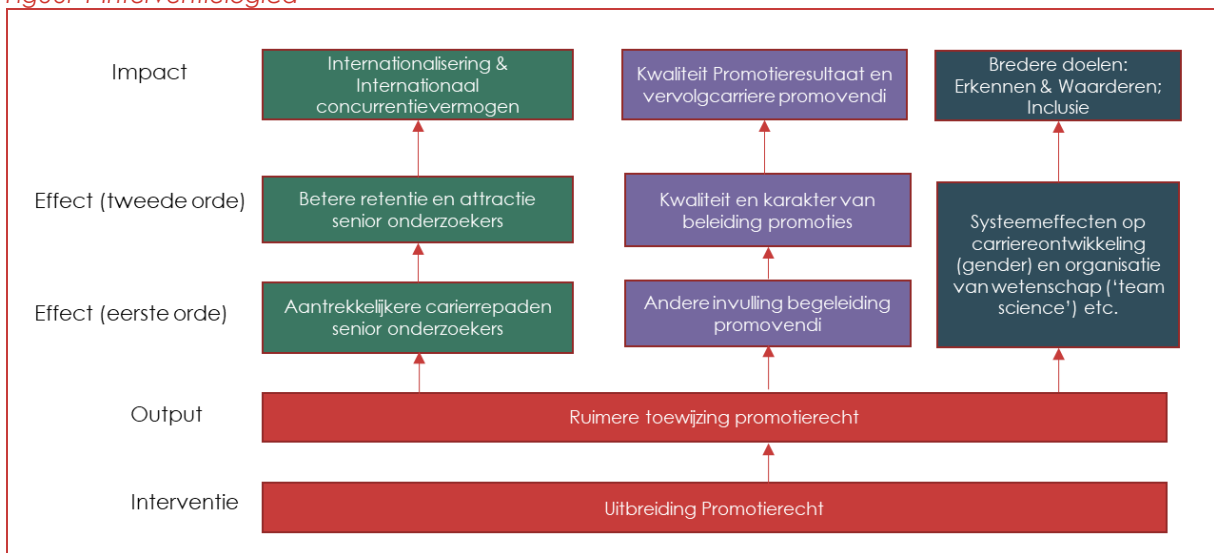 Figuur 1 Interventielogica
Impact
Internationalisering &
Internationaal
concurrentievermogen
Kwaliteit Promotieresultaat en
vervolgcarriere promovendi
Bredere doelen:
Erkennen & Waarderen;
Inclusie
Effect (tweede orde)
Betere retentie en attractie
senior onderzoekers
Kwaliteit en karakter van
beleiding promoties
Systeemeffecten op
carriereontwikkeling
(gender) en organisatie
van wetenschap (‘team
science’) etc.
Effect (eerste orde)
Aantrekkelijkere carierrepaden
senior onderzoekers
Andere invulling begeleiding
promovendi
Output
Ruimere toewijzing promotierecht
Interventie
Uitbreiding Promotierecht